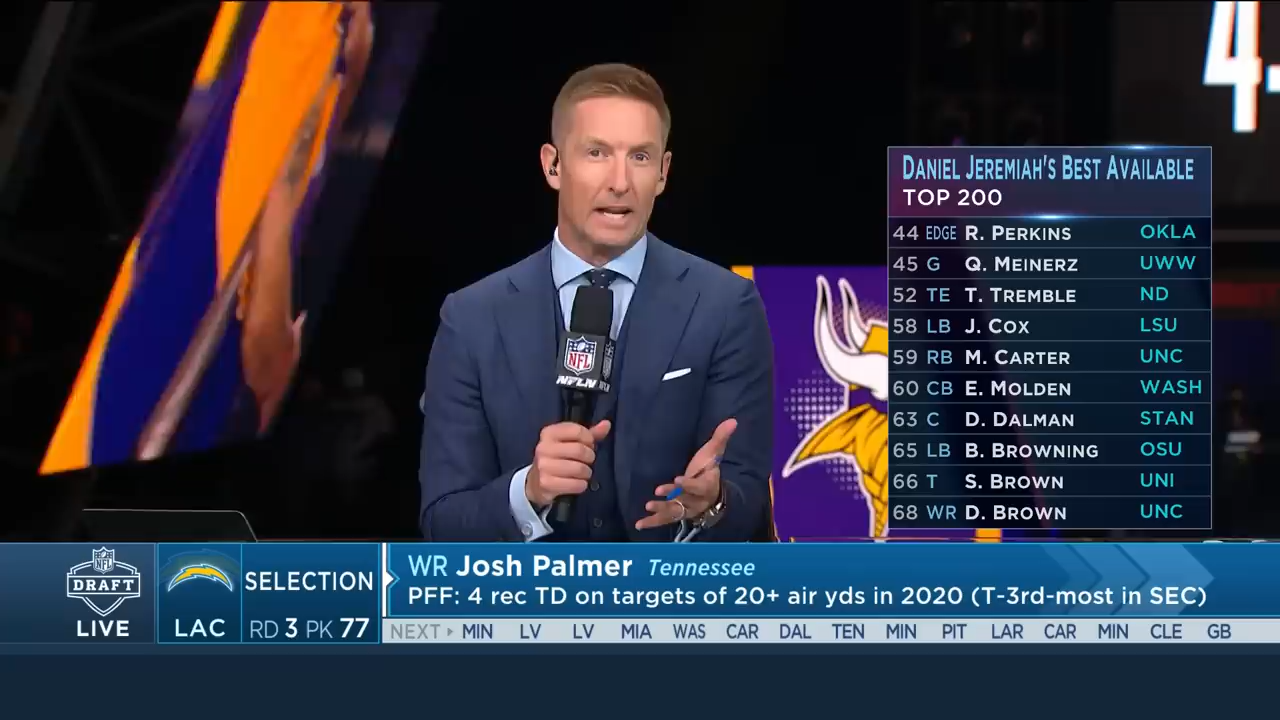 4
DANIEL JEREMIAH'S BEST AVAILABLE
TOP 200
44 EDGE R. PERKINS OKLA
45 G Q. MEINERZ UWW
52 TE T. TREMBLE ND
58 LB J. COX LSU
59 RB M. CARTER UNC
60 CB E. MOLDEN WASH
63 C D. DALMAN STAN
65 LB B. BROWNING OSU
66 T S. BROWN UNI
68 WR D. BROWN UNC
NFL
NFLN
NFL
DRAFT
LIVE
LAC
SELECTION
RD 3 PK 77
WR Josh Palmer Tennessee
PFF: 4 rec TD on targets of 20+ air yds in 2020 (T-3rd-most in SEC)
NEXT MIN LV LV MIA WAS CAR DAL TEN MIN PIT LAR CAR MIN CLE GB